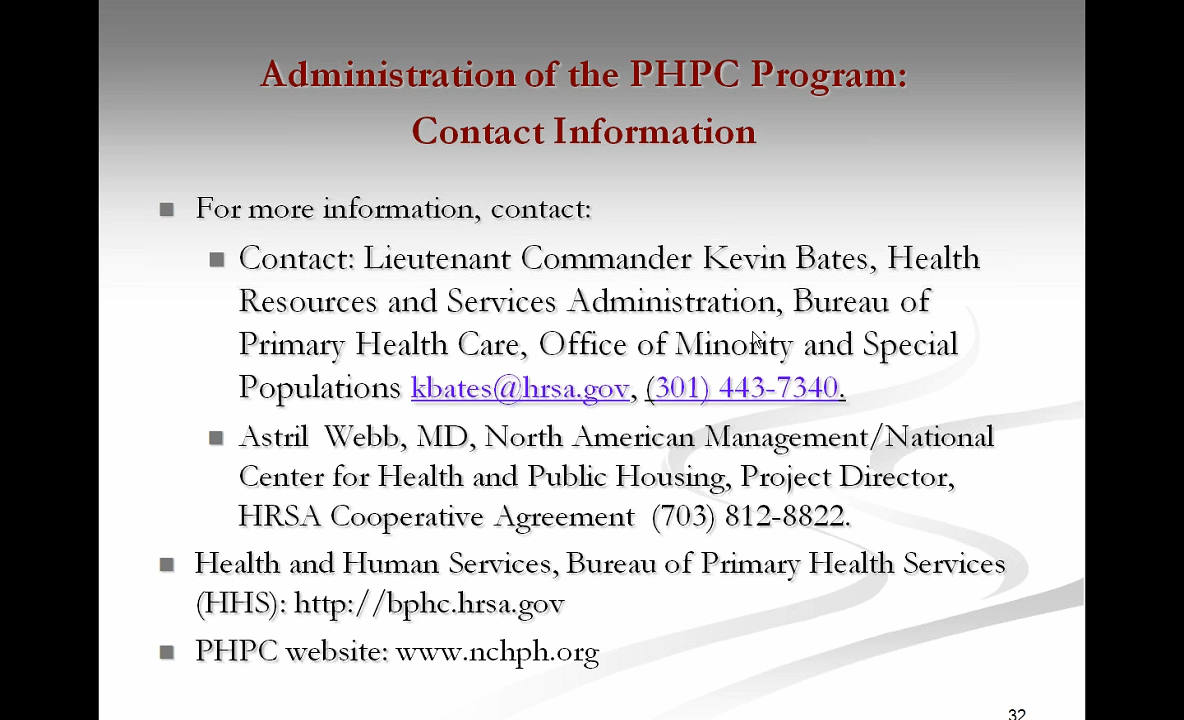 Administration of the PHPC Program:
Contact Information
For more information, contact:
Contact: Lieutenant Commander Kevin Bates, Health
Resources and Services Administration, Bureau of
Primary Health Care, Office of Minority and Special
Populations kbates@hrsa.gov, (301) 443-7340.
Astril Webb, MD, North American Management/National
Center for Health and Public Housing, Project Director,
HRSA Cooperative Agreement (703) 812-8822.
Health and Human Services, Bureau of Primary Health Services
(HHS): http://bphc.hrsa.gov
PHPC website: www.nchph.org
32